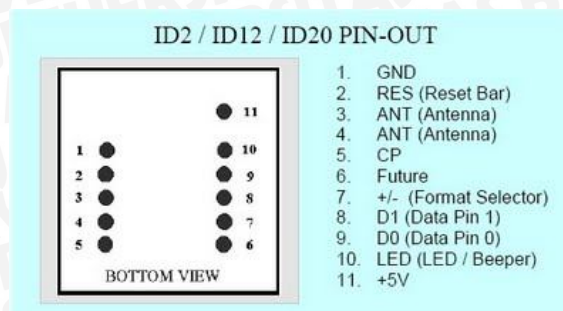 ID2 / ID12 / ID20 PIN-OUT
11
1 10
2 9
3 8
4 7
5 6
BOTTOM VIEW
1. GND
2. RES (Reset Bar)
3. ANT (Antenna)
4. ANT (Antenna)
5. CP
6. Future
7. +/- (Format Selector)
8. D1 (Data Pin 1)
9. D0 (Data Pin 0)
10. LED (LED / Beeper)
11. +5V